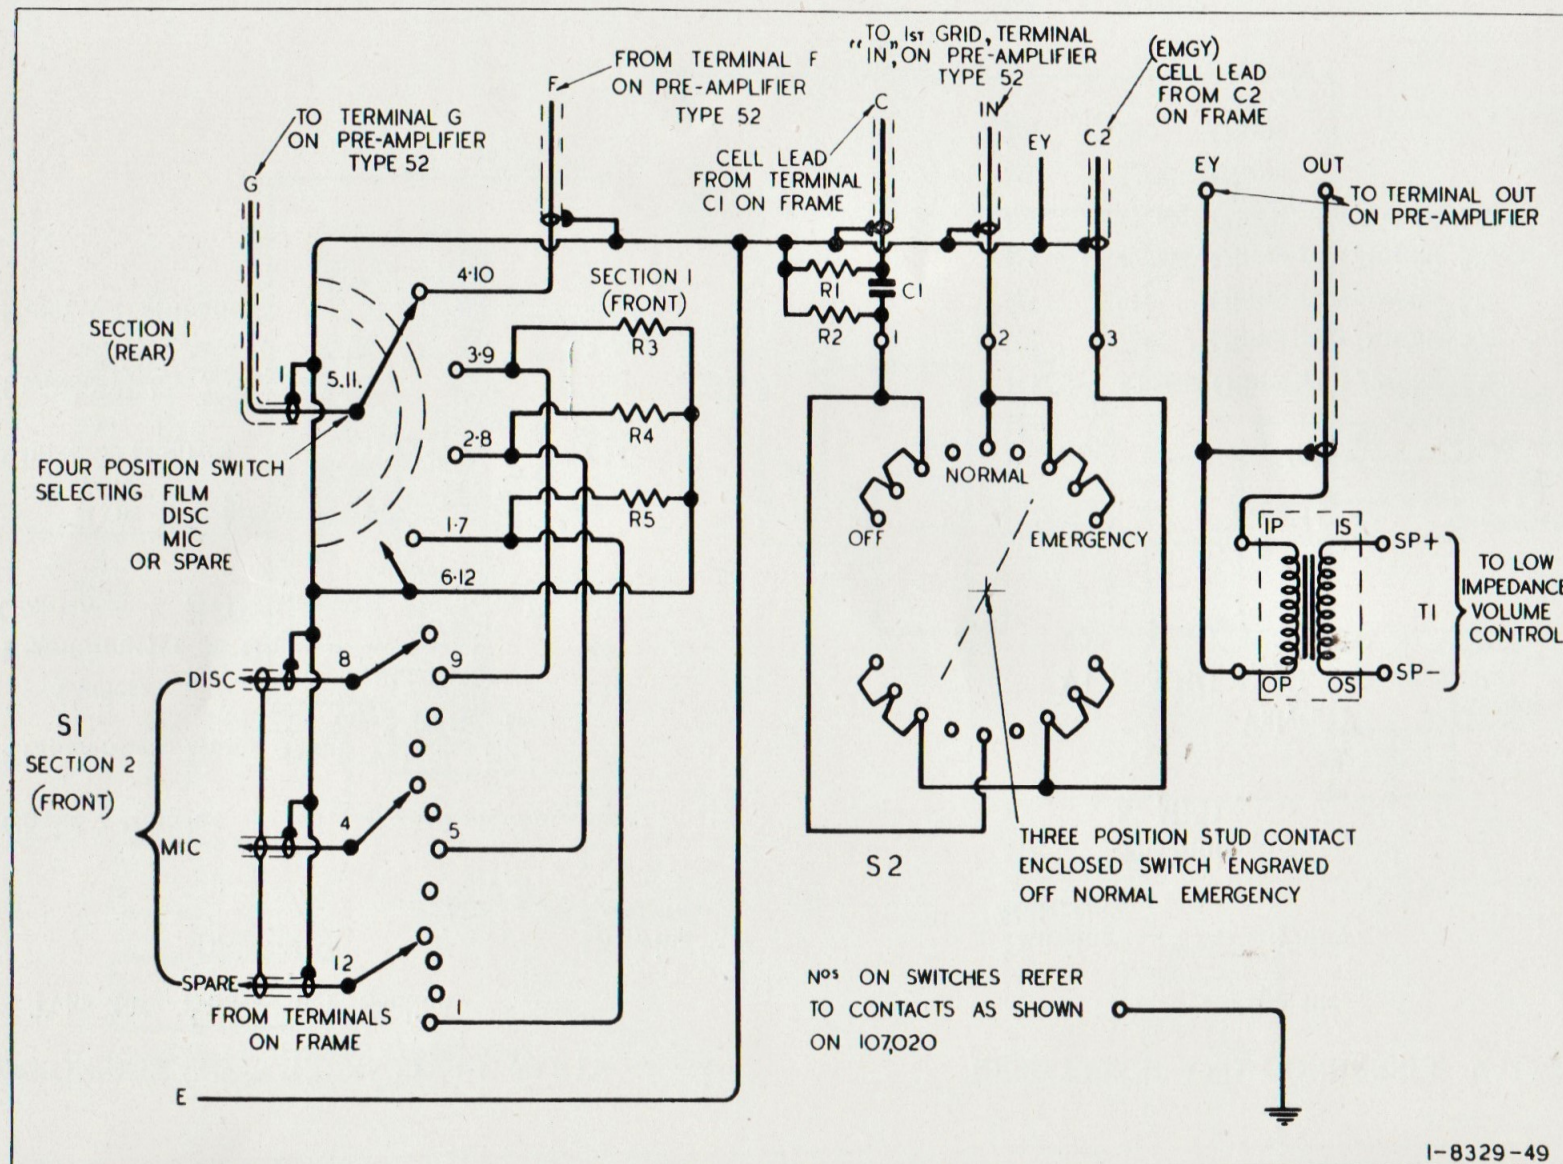 TO TERMINAL G
ON PRE-AMPLIFIER
TYPE 52
G
FROM TERMINAL F
ON PRE-AMPLIFIER
TYPE 52
F
TO 1ST GRID, TERMINAL
"IN", ON PRE-AMPLIFIER
TYPE 52
C
IN
EY
C2
(EMGY)
CELL LEAD
FROM C2
ON FRAME
CELL LEAD
FROM TERMINAL
C1 ON FRAME
EY
OUT
TO TERMINAL OUT
ON PRE-AMPLIFIER
SECTION 1
(REAR)
1
5.11.
4·10
SECTION 1
(FRONT)
R3
3·9
R4
2·8
R5
1·7
6·12
R1
C1
R2
1
2
3
FOUR POSITION SWITCH
SELECTING FILM
DISC
MIC
OR SPARE
NORMAL
OFF
EMERGENCY
IP
IS
SP+
OP
OS
SP-
T1
TO LOW
IMPEDANCE
VOLUME
CONTROL
S1
SECTION 2
(FRONT)
DISC
8
9
MIC
4
5
SPARE
12
1
FROM TERMINALS
ON FRAME
E
S2
THREE POSITION STUD CONTACT
ENCLOSED SWITCH ENGRAVED
OFF NORMAL EMERGENCY
Nos ON SWITCHES REFER
TO CONTACTS AS SHOWN
ON 107,020
1-8329-49